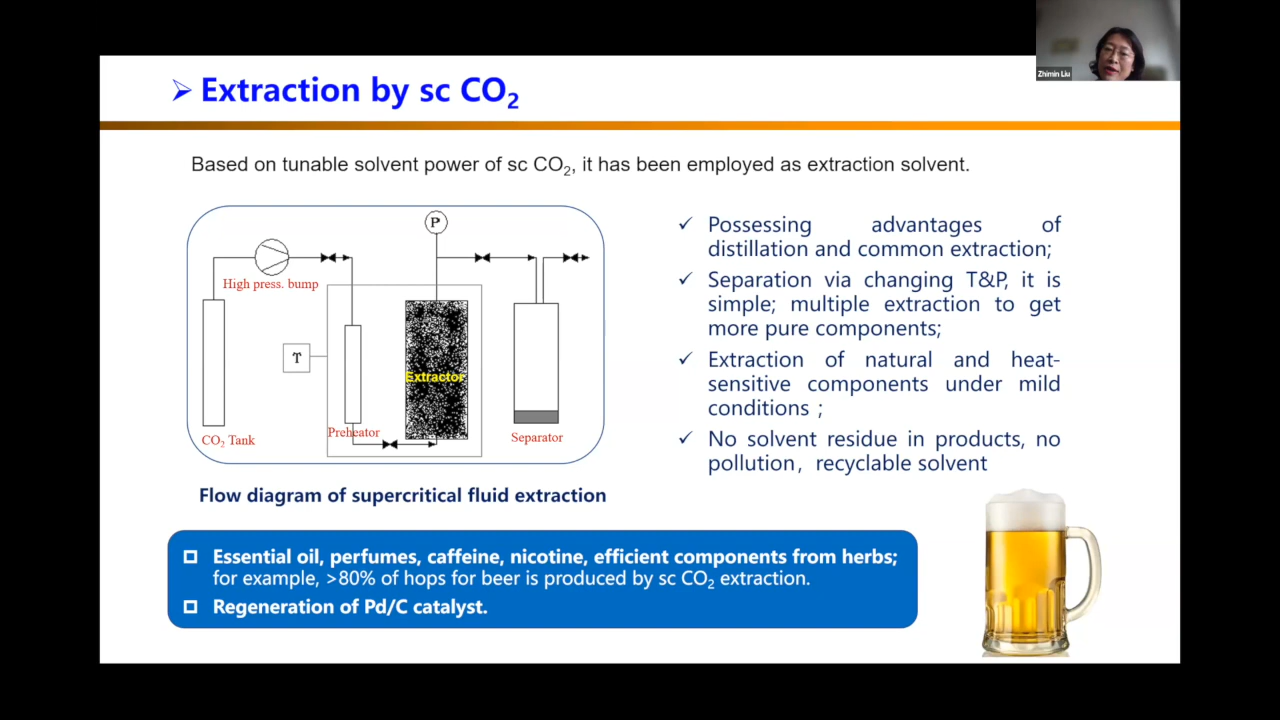 Zhimin Liu
➢ Extraction by sc CO₂
Based on tunable solvent power of sc CO₂, it has been employed as extraction solvent.
P
High press. bump
T
Extractor
CO₂ Tank
Preheator
Separator
Flow diagram of supercritical fluid extraction
✓ Possessing advantages of
distillation and common extraction;
✓ Separation via changing T&P, it is
simple; multiple extraction to get
more pure components;
✓ Extraction of natural and heat-
sensitive components under mild
conditions ;
✓ No solvent residue in products, no
pollution, recyclable solvent
Essential oil, perfumes, caffeine, nicotine, efficient components from herbs;
for example, >80% of hops for beer is produced by sc CO₂ extraction.
Regeneration of Pd/C catalyst.